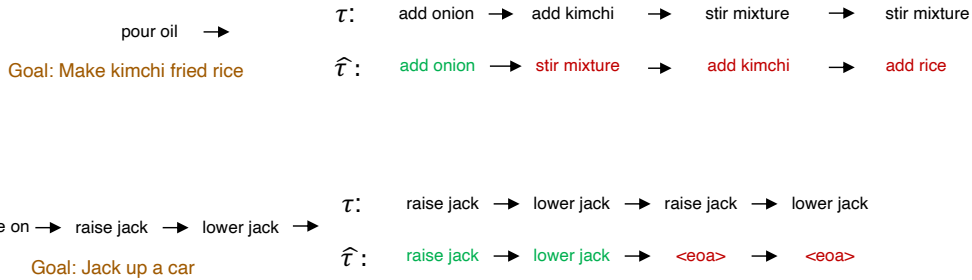 τ: add onion → add kimchi → stir mixture → stir mixture
pour oil →
Goal: Make kimchi fried rice
τ̂ : add onion → stir mixture → add kimchi → add rice
τ: raise jack → lower jack → raise jack → lower jack
on → raise jack → lower jack →
τ̂ : raise jack → lower jack → <eoa> → <eoa>
Goal: Jack up a car